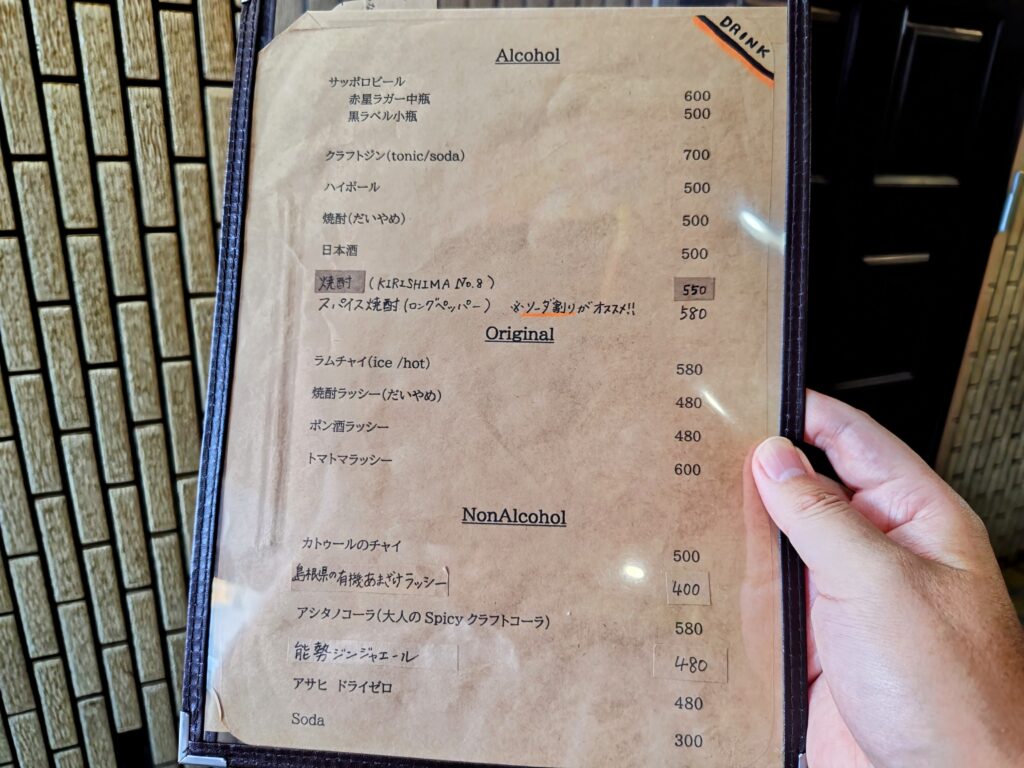 DRINK
Alcohol
サッポロビール
赤星ラガー中瓶 600
黒ラベル小瓶 500
クラフトジン(tonic/soda) 700
ハイボール 500
焼酎(だいやめ) 500
日本酒 500
焼酎 (KIRISHIMA No.8) 550
スパイス焼酎(ロングペッパー) ※ソーダ割りがオススメ!! 580
Original
ラムチャイ(ice /hot) 580
焼酎ラッシー(だいやめ) 480
ポン酒ラッシー 480
トマトマラッシー 600
NonAlcohol
カトゥールのチャイ 500
島根県の有機あまざけラッシー 400
アシタノコーラ(大人のSpicyクラフトコーラ) 580
能勢ジンジャエール 480
アサヒ ドライゼロ 480
Soda 300